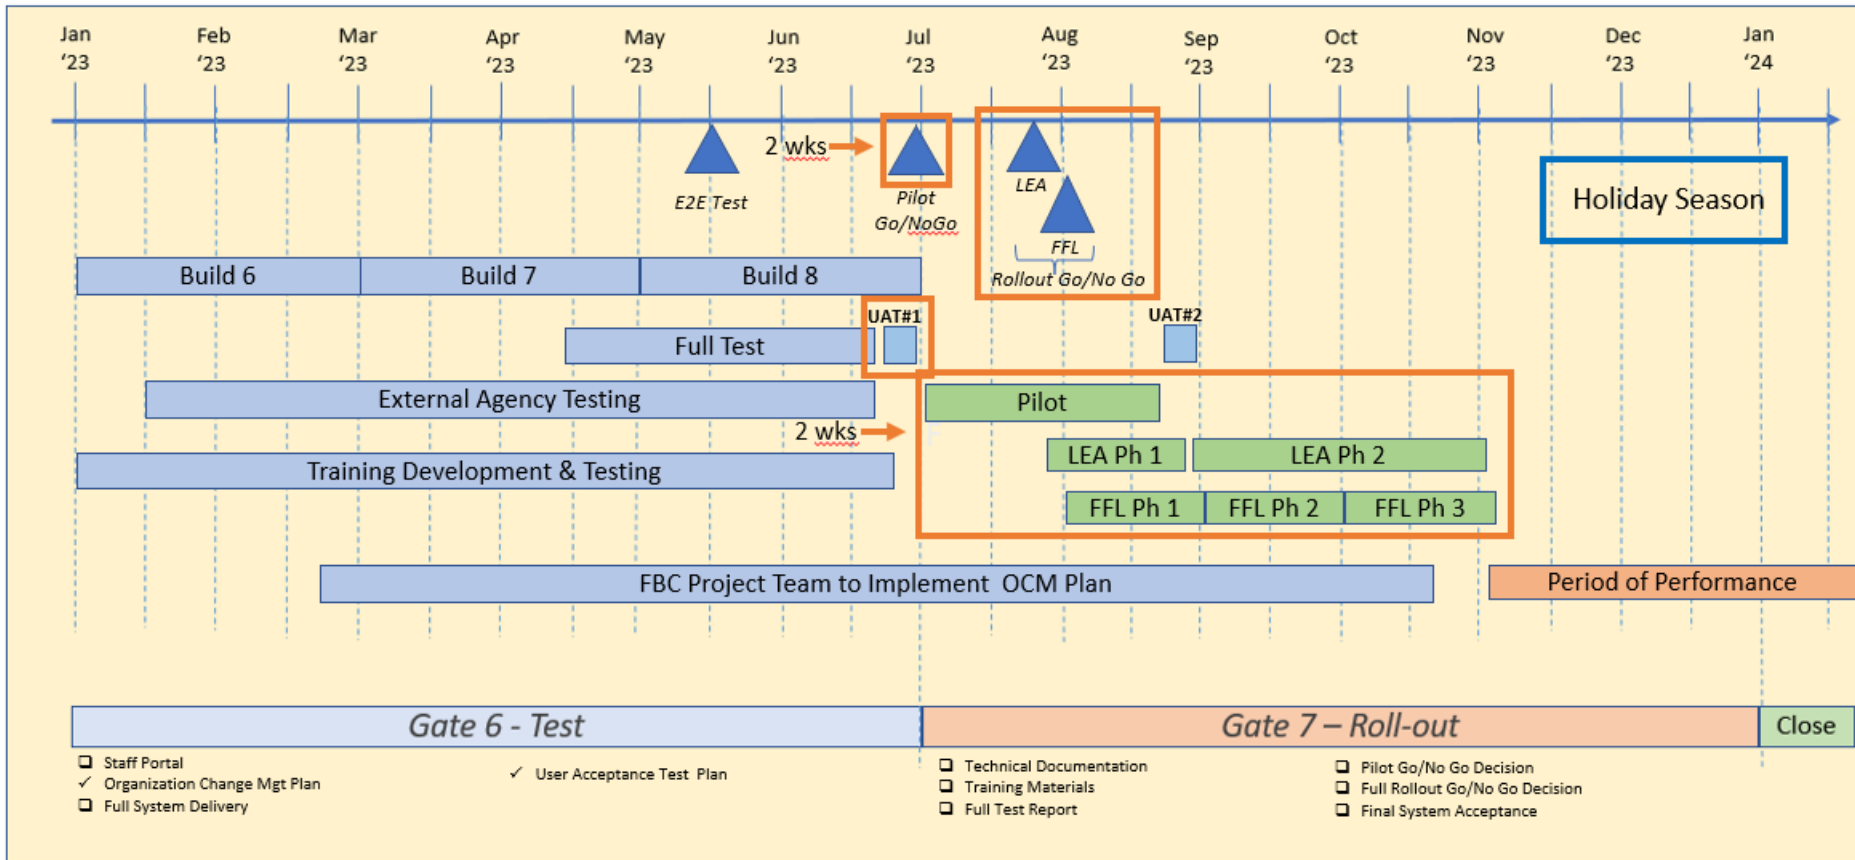 Jan Feb Mar Apr May Jun Jul Aug Sep Oct Nov Dec Jan
‘23 ‘23 ‘23 ‘23 ‘23 ‘23 ‘23 ‘23 ‘23 ‘23 ‘23 ‘23 ‘24
2 wks
E2E Test
Pilot
Go/NoGo
LEA
FFL
Rollout Go/No Go
Holiday Season
Build 6
Build 7
Build 8
UAT#1
UAT#2
Full Test
External Agency Testing
Pilot
2 wks
LEA Ph 1
LEA Ph 2
Training Development & Testing
FFL Ph 1
FFL Ph 2
FFL Ph 3
FBC Project Team to Implement OCM Plan
Period of Performance
Gate 6 - Test
Gate 7 – Roll-out
Close
Staff Portal
✓ Organization Change Mgt Plan
Full System Delivery
✓ User Acceptance Test Plan
Technical Documentation
Training Materials
Full Test Report
Pilot Go/No Go Decision
Full Rollout Go/No Go Decision
Final System Acceptance